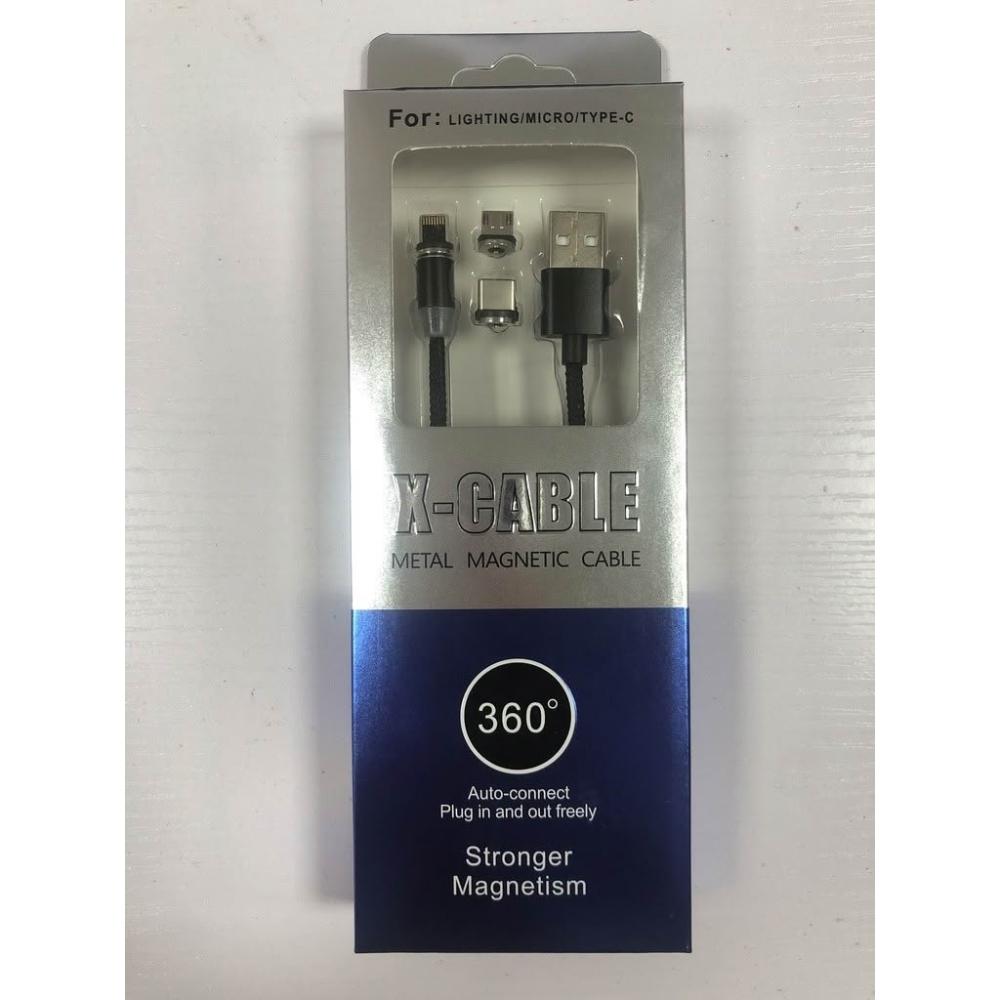 For: LIGHTING/MICRO/TYPE-C
X-CABLE
METAL MAGNETIC CABLE
360°
Auto-connect
Plug in and out freely
Stronger
Magnetism